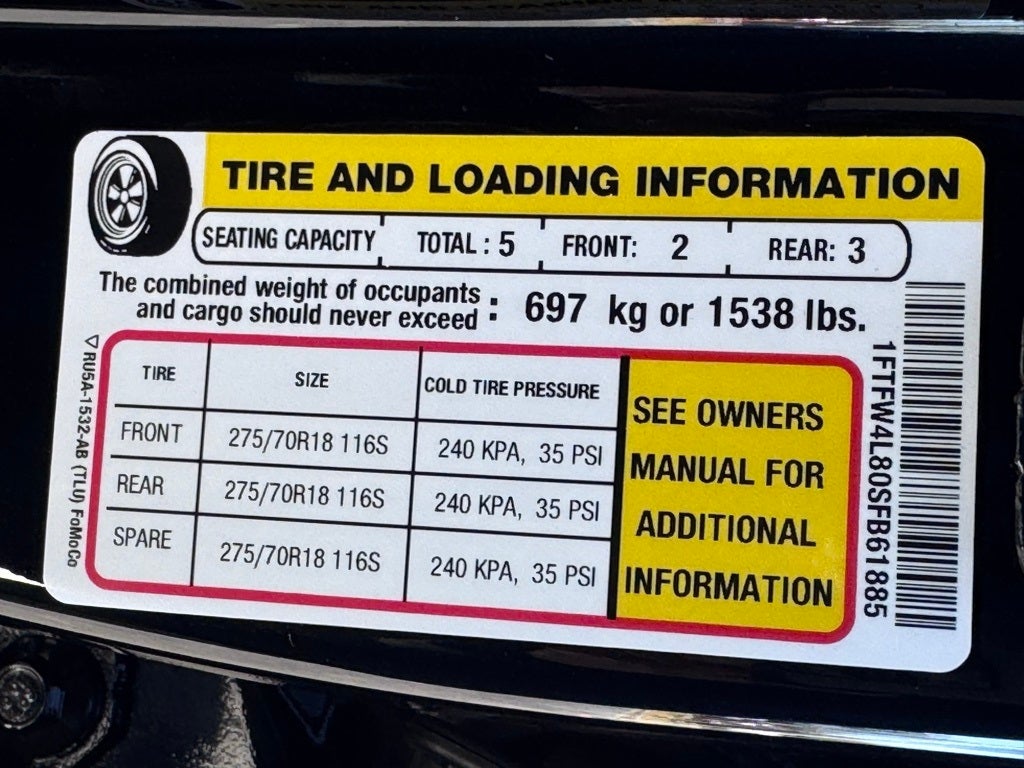 TIRE AND LOADING INFORMATION
SEATING CAPACITY TOTAL : 5 FRONT: 2 REAR: 3
The combined weight of occupants
and cargo should never exceed : 697 kg or 1538 lbs.
TIRE SIZE COLD TIRE PRESSURE
FRONT 275/70R18 116S 240 KPA, 35 PSI
REAR 275/70R18 116S 240 KPA, 35 PSI
SPARE 275/70R18 116S 240 KPA, 35 PSI
SEE OWNERS
MANUAL FOR
ADDITIONAL
INFORMATION
1FTFW4L80SFB61885
▽RU5A-1532-AB (TLU) FoMoCo